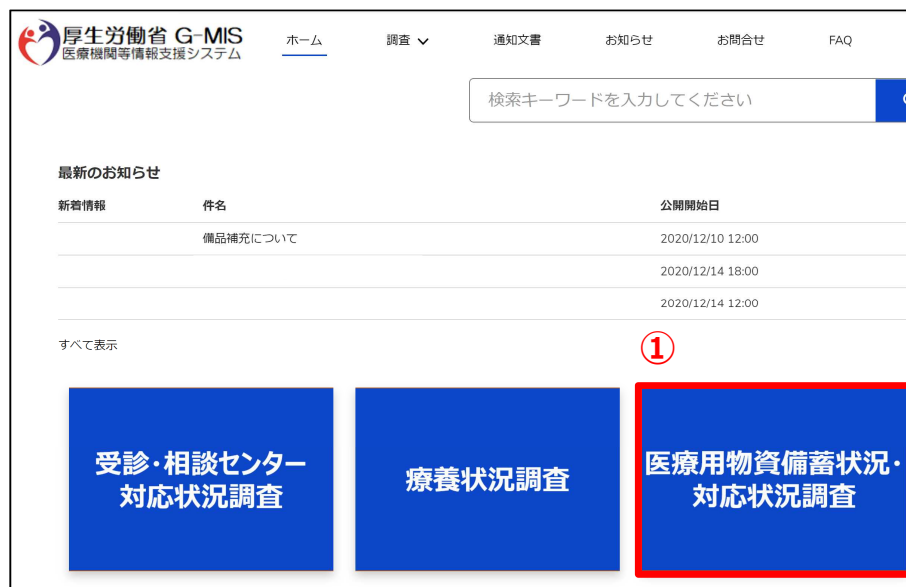 厚生労働省 G-MIS
医療機関等情報支援システム
ホーム 調査 通知文書 お知らせ お問合せ FAQ
検索キーワードを入力してください
最新のお知らせ
新着情報 件名 公開開始日
備品補充について 2020/12/10 12:00
2020/12/14 18:00
2020/12/14 12:00
すべて表示
①
受診・相談センター
対応状況調査
療養状況調査
医療用物資備蓄状況・
対応状況調査